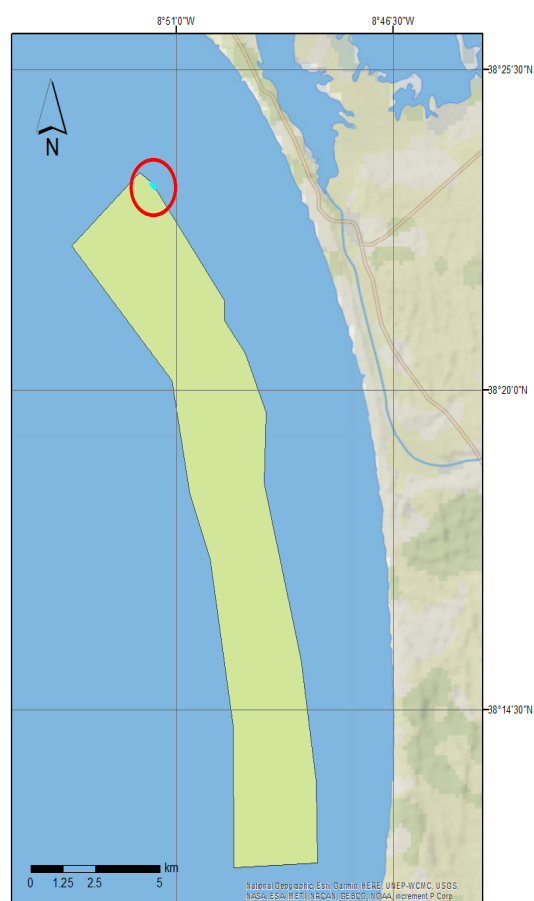 8°51'0"W 8°46'30"W
38°25'30"N
N
38°20'0"N
38°14'30"N
km
0 1.25 2.5 5
National Geographic, Esri, Garmin, HERE, UNEP-WCMC, USGS,
NASA, ESA, METI, NRCAN, GEBCO, NOAA, increment P Corp.